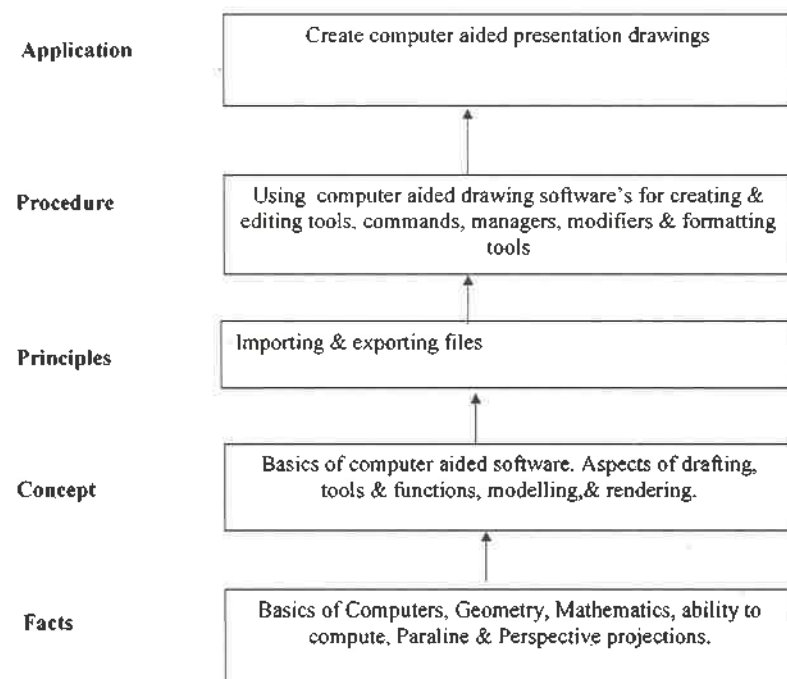 Application
Create computer aided presentation drawings
Procedure
Using computer aided drawing software's for creating &
editing tools, commands, managers, modifiers & formatting
tools
Principles
Importing & exporting files
Concept
Basics of computer aided software. Aspects of drafting,
tools & functions, modelling,& rendering.
Facts
Basics of Computers, Geometry, Mathematics, ability to
compute, Paraline & Perspective projections.